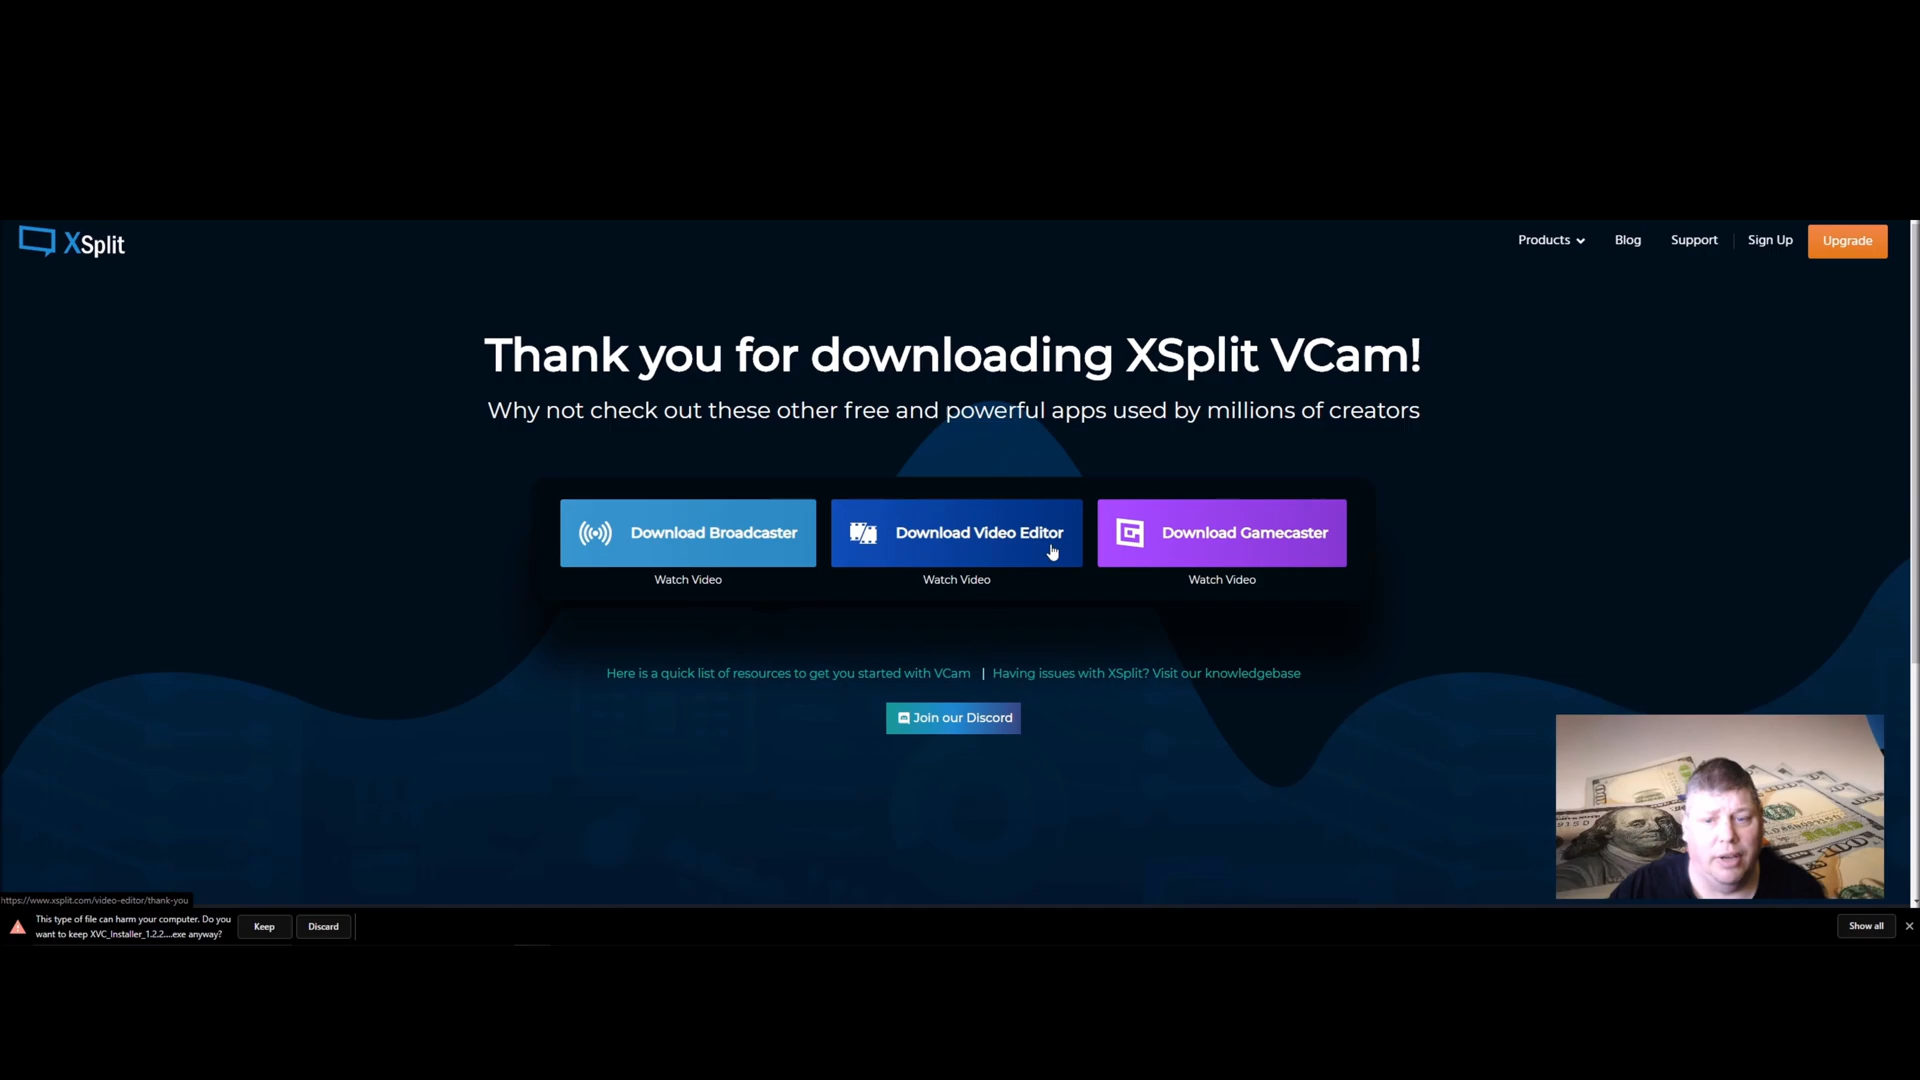 XSplit
Products
Blog
Support
Sign Up
Upgrade
Thank you for downloading XSplit VCam!
Why not check out these other free and powerful apps used by millions of creators
Download Broadcaster
Download Video Editor
Download Gamecaster
Watch Video
Watch Video
Watch Video
Here is a quick list of resources to get you started with VCam | Having issues with XSplit? Visit our knowledgebase
Join our Discord
https://www.xsplit.com/video-editor/thank-you
This type of file can harm your computer. Do you
want to keep XVC_Installer_1.2.2....exe anyway?
Keep
Discard
Show all